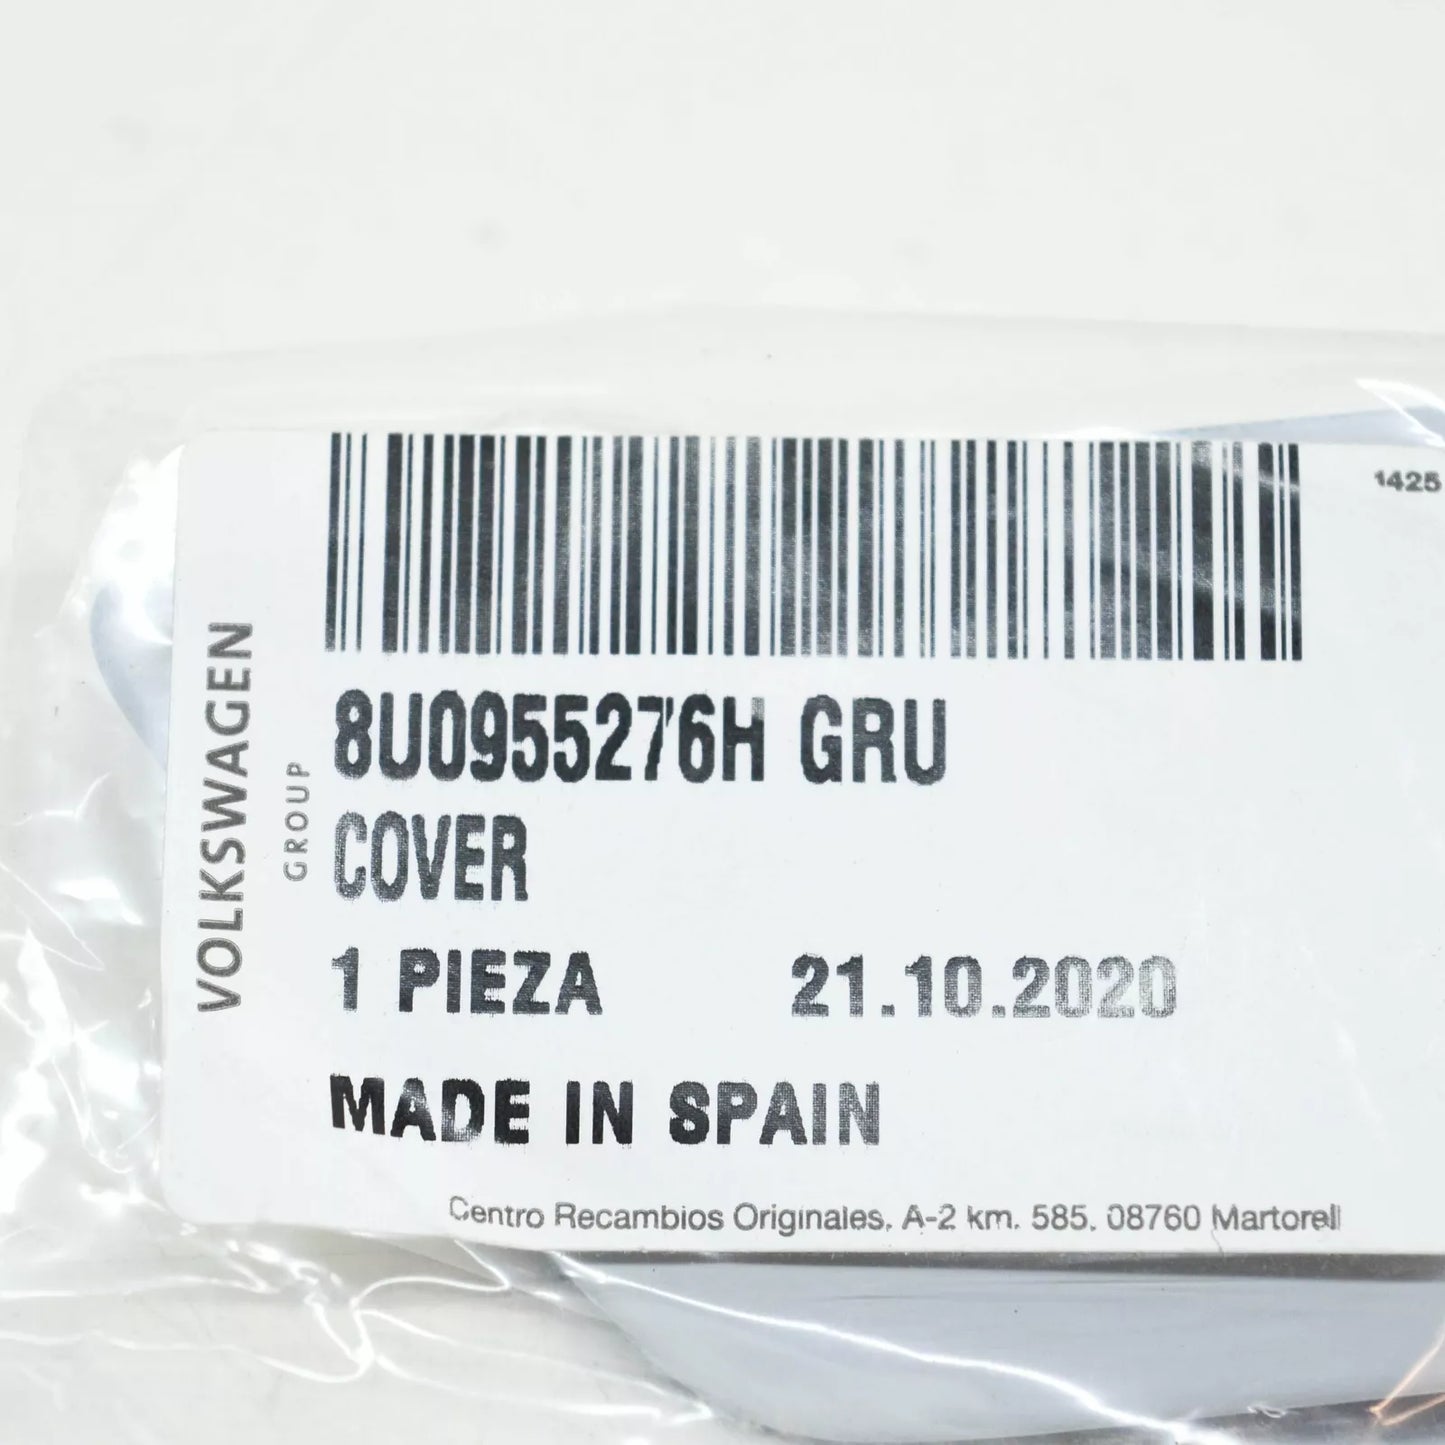 VOLKSWAGEN
GROUP
1425
8U0955276H GRU
COVER
1 PIEZA 21.10.2020
MADE IN SPAIN
Centro Recambios Originales, A-2 km. 585, 08760 Martorell